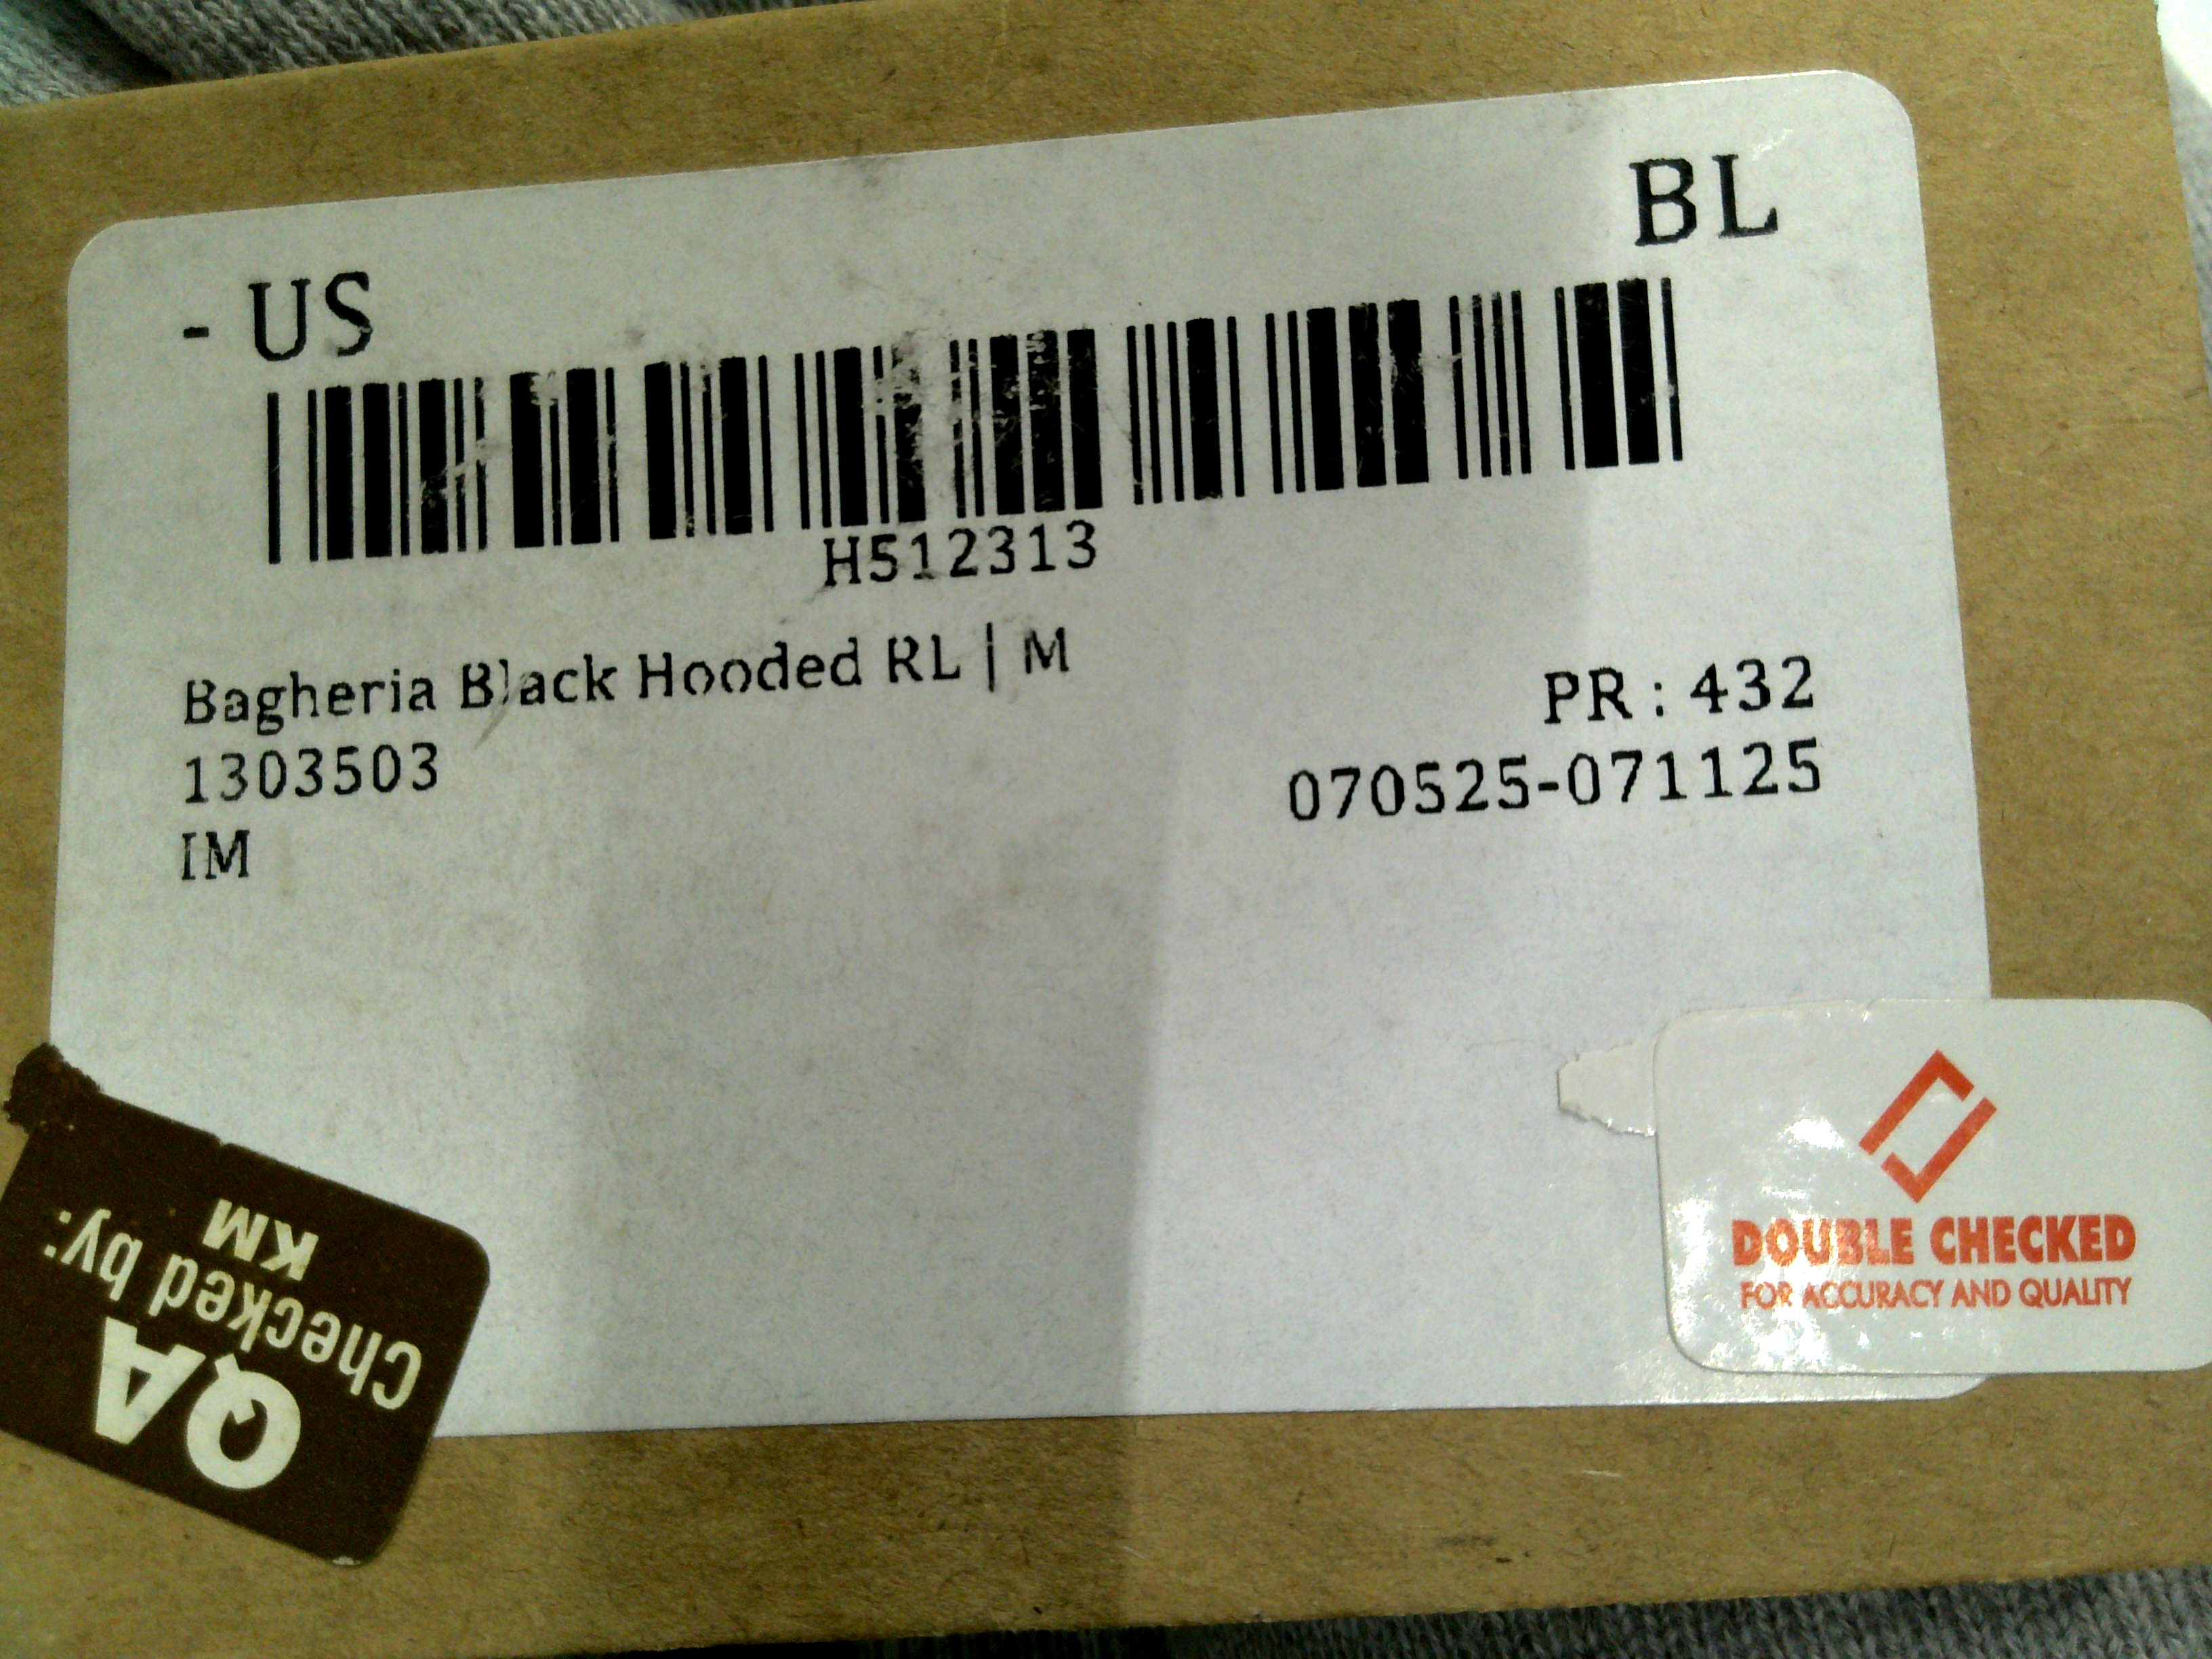 - US
BL
H512313
Bagheria Black Hooded RL | M
1303503
IM
PR : 432
070525-071125
QA
Checked by:
KM
DOUBLE CHECKED
FOR ACCURACY AND QUALITY